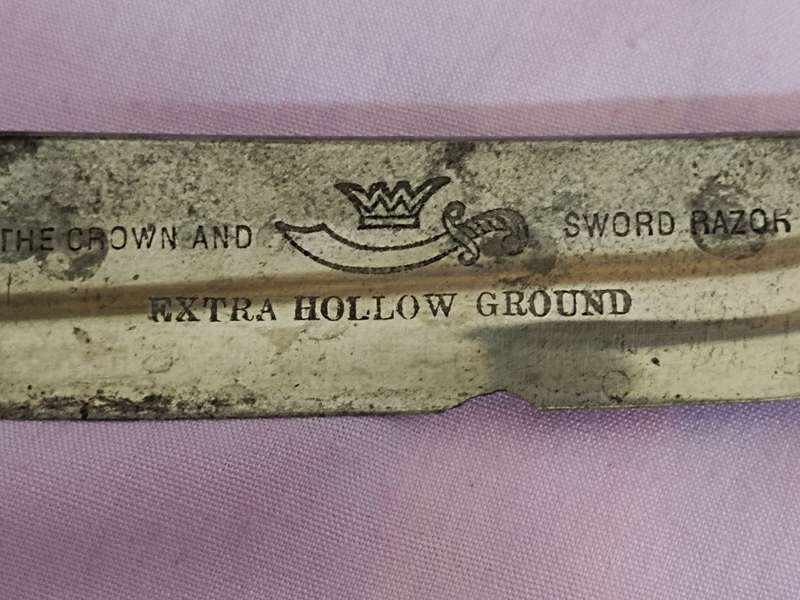 THE CROWN AND SWORD RAZOR
EXTRA HOLLOW GROUND